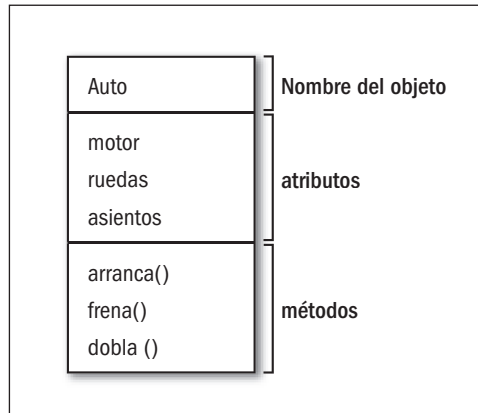 Auto
Nombre del objeto
motor
ruedas
asientos
atributos
arranca()
frena()
dobla ()
métodos